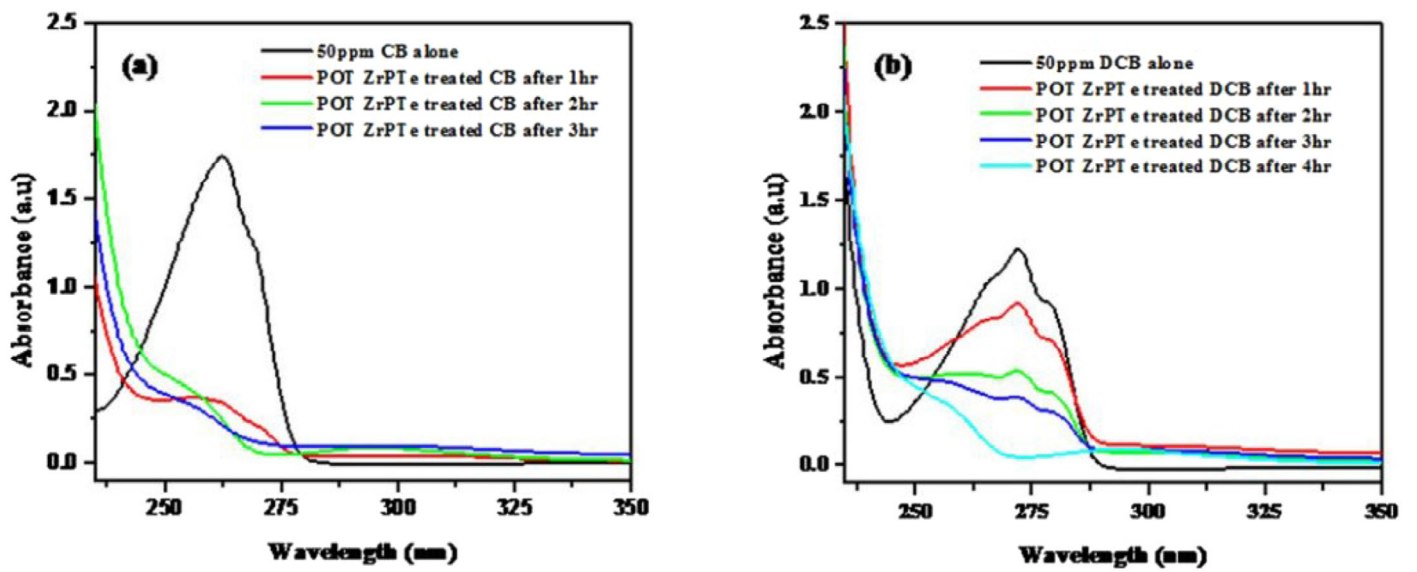 (a)
50ppm CB alone
POT ZrPTe treated CB after 1hr
POT ZrPTe treated CB after 2hr
POT ZrPTe treated CB after 3hr
Absorbance (a.u)
2.5
2.0
1.5
1.0
0.5
0.0
250
275
300
350
Wavelength (nm)
(b)
50ppm DCB alone
POT ZrPTe treated DCB after 1hr
POT ZrPTe treated DCB after 2hr
POT ZrPTe treated DCB after 3hr
POT ZrPTe treated DCB after 4hr
Absorbance (a.u)
2.5
2.0
1.5
1.0
0.5
0.0
250
275
300
350
Wavelength (nm)